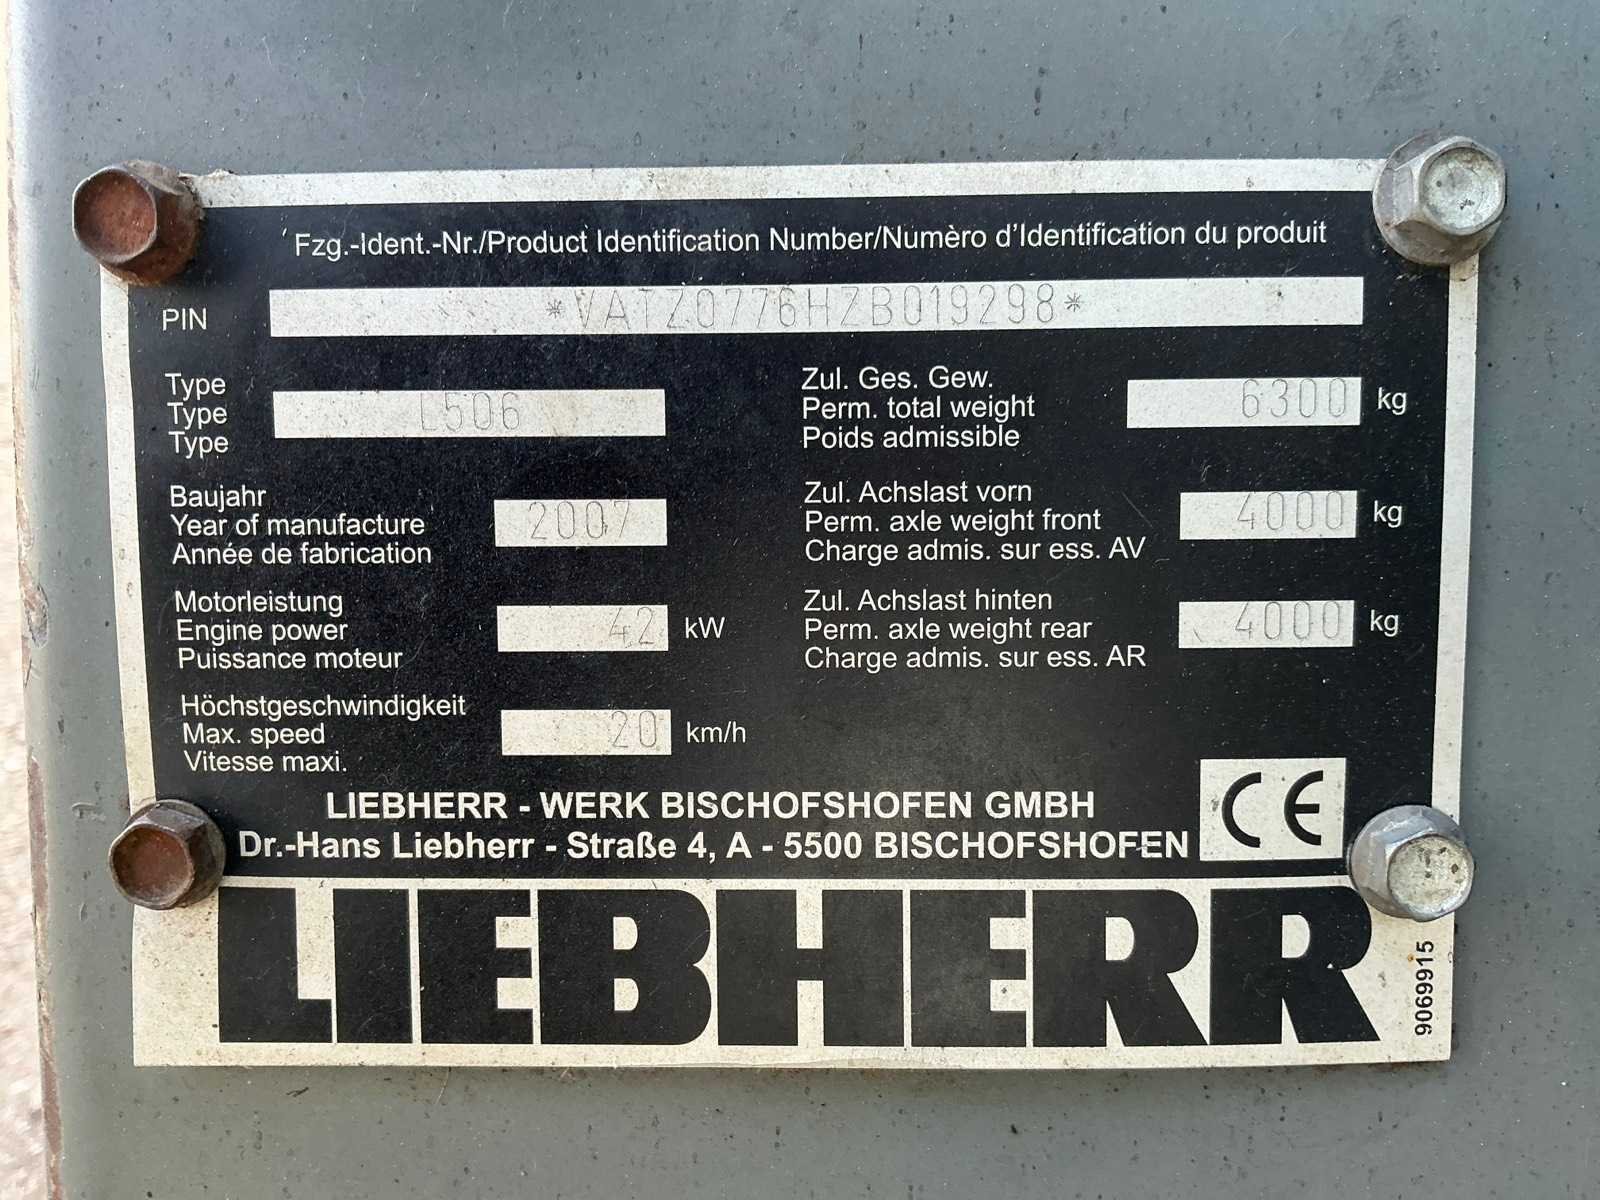 Fzg.-Ident.-Nr./Product Identification Number/Numèro d'Identification du produit
PIN *VATZ0776HZB019298*
Type
Type L506
Type
Zul. Ges. Gew.
Perm. total weight 6300 kg
Poids admissible
Baujahr
Year of manufacture 2007
Année de fabrication
Zul. Achslast vorn
Perm. axle weight front 4000 kg
Charge admis. sur ess. AV
Motorleistung
Engine power 42 kW
Puissance moteur
Zul. Achslast hinten
Perm. axle weight rear 4000 kg
Charge admis. sur ess. AR
Höchstgeschwindigkeit
Max. speed 20 km/h
Vitesse maxi.
LIEBHERR - WERK BISCHOFSHOFEN GMBH
Dr.-Hans Liebherr - Straße 4, A - 5500 BISCHOFSHOFEN
CE
LIEBHERR
9069915